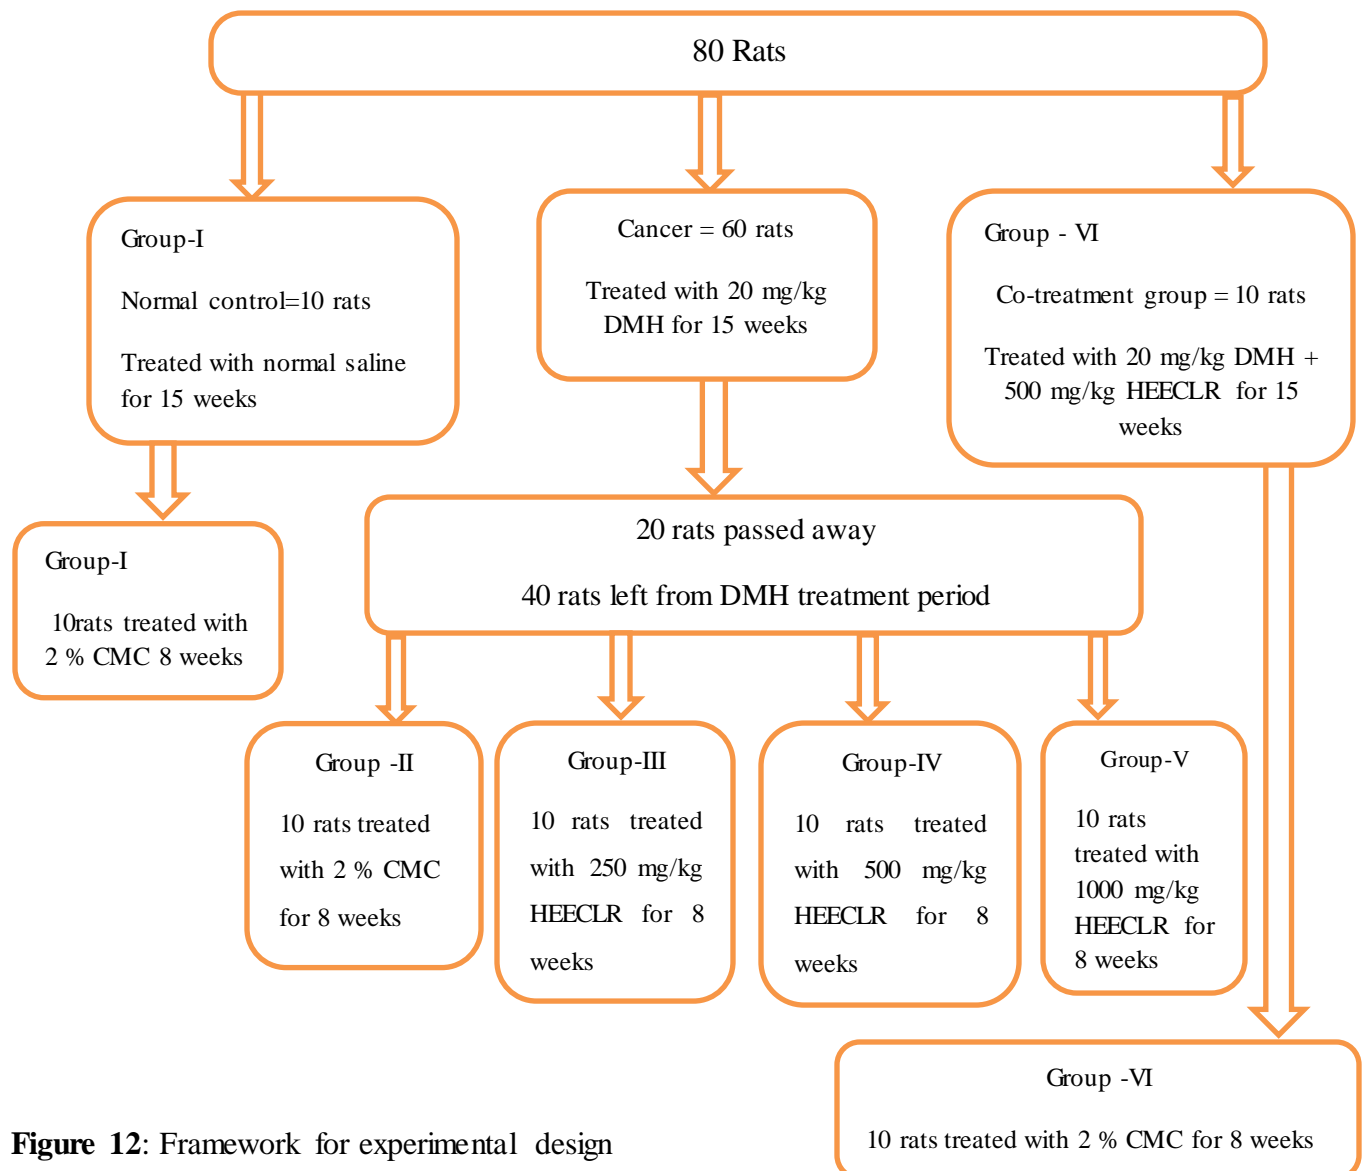 80 Rats
Group-I
Normal control=10 rats
Treated with normal saline
for 15 weeks
Cancer = 60 rats
Treated with 20 mg/kg
DMH for 15 weeks
Group - VI
Co-treatment group = 10 rats
Treated with 20 mg/kg DMH +
500 mg/kg HEECLR for 15
weeks
Group-I
10rats treated with
2 % CMC 8 weeks
20 rats passed away
40 rats left from DMH treatment period
Group -II
10 rats treated
with 2 % CMC
for 8 weeks
Group-III
10 rats treated
with 250 mg/kg
HEECLR for 8
weeks
Group-IV
10 rats treated
with 500 mg/kg
HEECLR for 8
weeks
Group-V
10 rats
treated with
1000 mg/kg
HEECLR for
8 weeks
Group -VI
10 rats treated with 2 % CMC for 8 weeks
Figure 12: Framework for experimental design